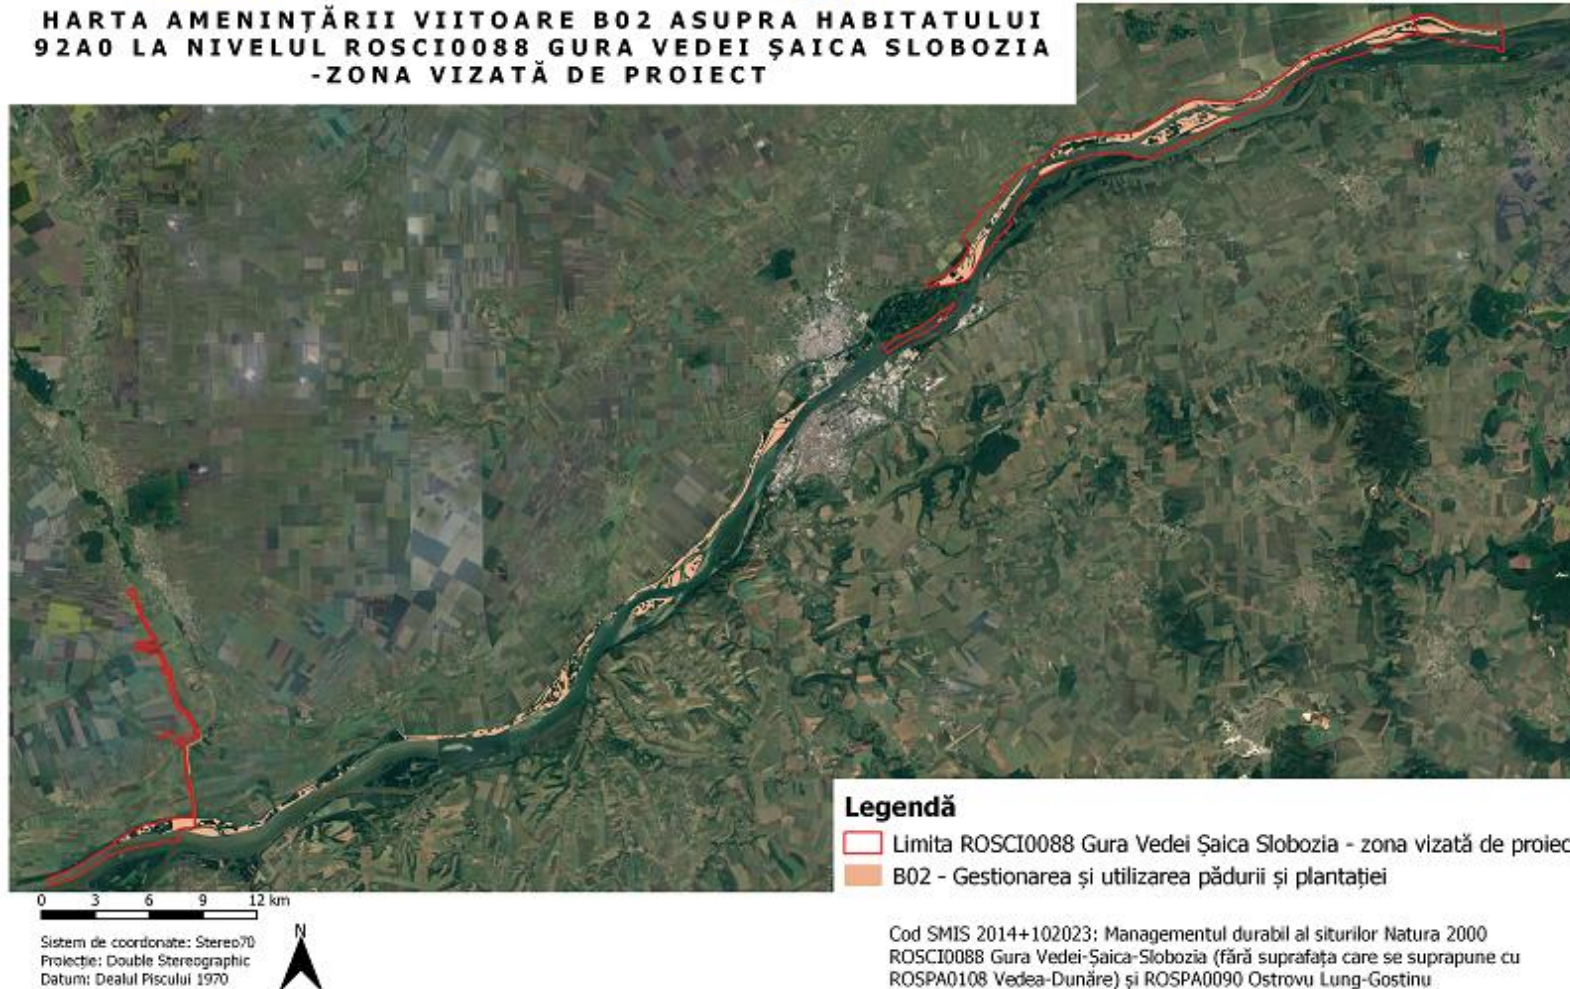 HARTA AMENINȚĂRII VIITOARE B02 ASUPRA HABITATULUI
92A0 LA NIVELUL ROSCI0088 GURA VEDEI ȘAICA SLOBOZIA
-ZONA VIZATĂ DE PROIECT
Legendă
Limita ROSCI0088 Gura Vedei Șaica Slobozia - zona vizată de proiec
B02 - Gestionarea și utilizarea pădurii și plantației
0 3 6 9 12 km
Sistem de coordonate: Stereo70
Proiecție: Double Stereographic
Datum: Dealul Piscului 1970
N
Cod SMIS 2014+102023: Managementul durabil al siturilor Natura 2000
ROSCI0088 Gura Vedei-Șaica-Slobozia (fără suprafața care se suprapune cu
ROSPA0108 Vedea-Dunăre) și ROSPA0090 Ostrovu Lung-Gostinu